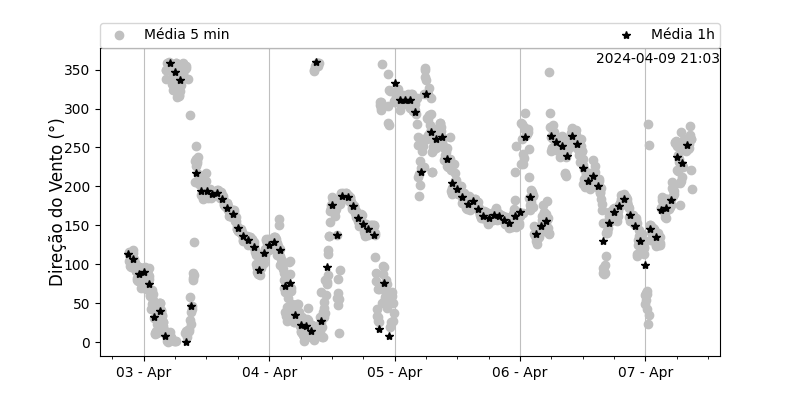 Média 5 min
Média 1h
2024-04-09 21:03
Direção do Vento (°)
350
300
250
200
150
100
50
0
03 - Apr
04 - Apr
05 - Apr
06 - Apr
07 - Apr